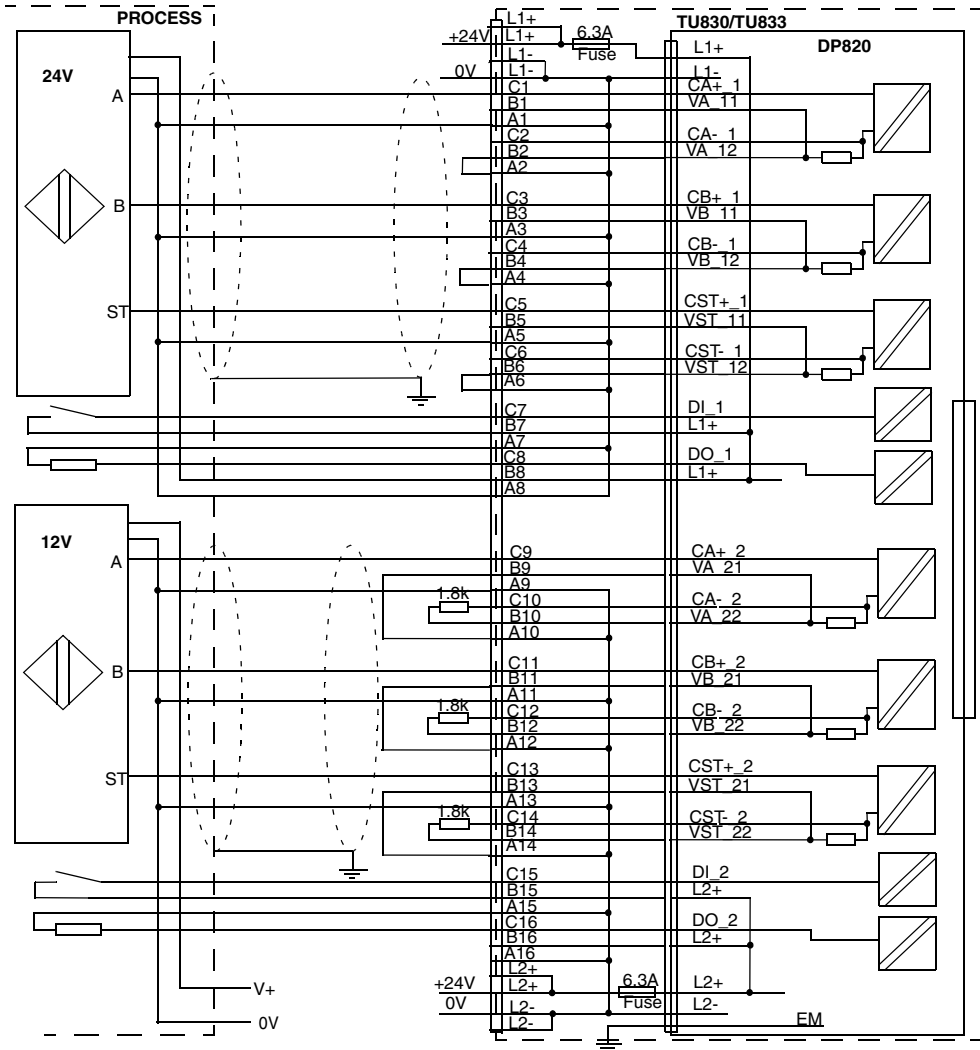 PROCESS
L1+
TU830/TU833
+24V L1+ 6.3A
Fuse
L1+
DP820
L1-
0V L1- L1-
24V
A C1 CA+_1
B1 VA_11
A1
C2 CA-_1
B2 VA_12
A2
B C3 CB+_1
B3 VB_11
A3
C4 CB-_1
B4 VB_12
A4
ST C5 CST+_1
B5 VST_11
A5
C6 CST-_1
B6 VST_12
A6
C7 DI_1
B7 L1+
A7
C8 DO_1
B8 L1+
A8
12V
A C9 CA+_2
B9 VA_21
A9
1.8k C10 CA-_2
B10 VA_22
A10
B C11 CB+_2
B11 VB_21
A11
1.8k C12 CB-_2
B12 VB_22
A12
ST C13 CST+_2
B13 VST_21
A13
1.8k C14 CST-_2
B14 VST_22
A14
C15 DI_2
B15 L2+
A15
C16 DO_2
B16 L2+
A16
L2+
+24V L2+ 6.3A L2+
Fuse
V+
0V L2- L2-
L2-
0V
EM